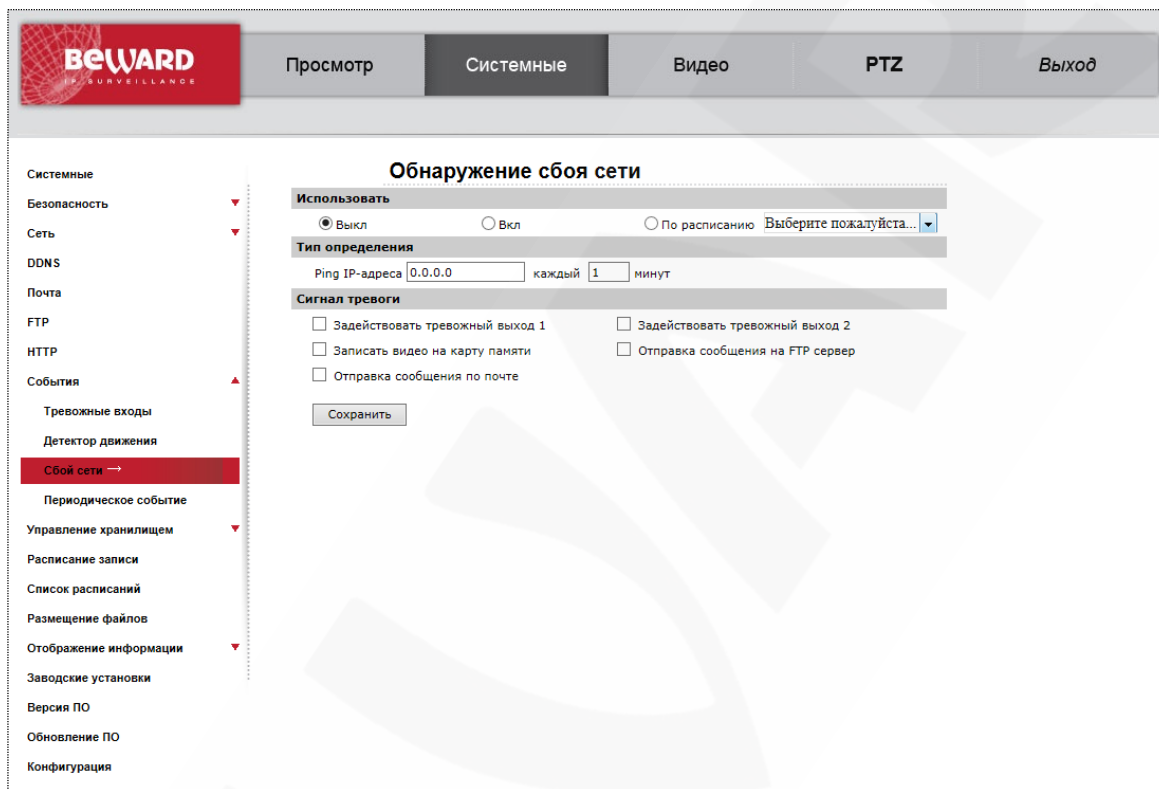 BEWARD
IP SURVEILLANCE
Просмотр
Системные
Видео
PTZ
Выход
Системные
Безопасность
Сеть
DDNS
Почта
FTP
HTTP
События
Тревожные входы
Детектор движения
Сбой сети →
Периодическое событие
Управление хранилищем
Расписание записи
Список расписаний
Размещение файлов
Отображение информации
Заводские установки
Версия ПО
Обновление ПО
Конфигурация
Обнаружение сбоя сети
Использовать
Выкл Вкл По расписанию Выберите пожалуйста...
Тип определения
Ping IP-адреса 0.0.0.0 каждый 1 минут
Сигнал тревоги
Задействовать тревожный выход 1 Задействовать тревожный выход 2
Записать видео на карту памяти Отправка сообщения на FTP сервер
Отправка сообщения по почте
Сохранить